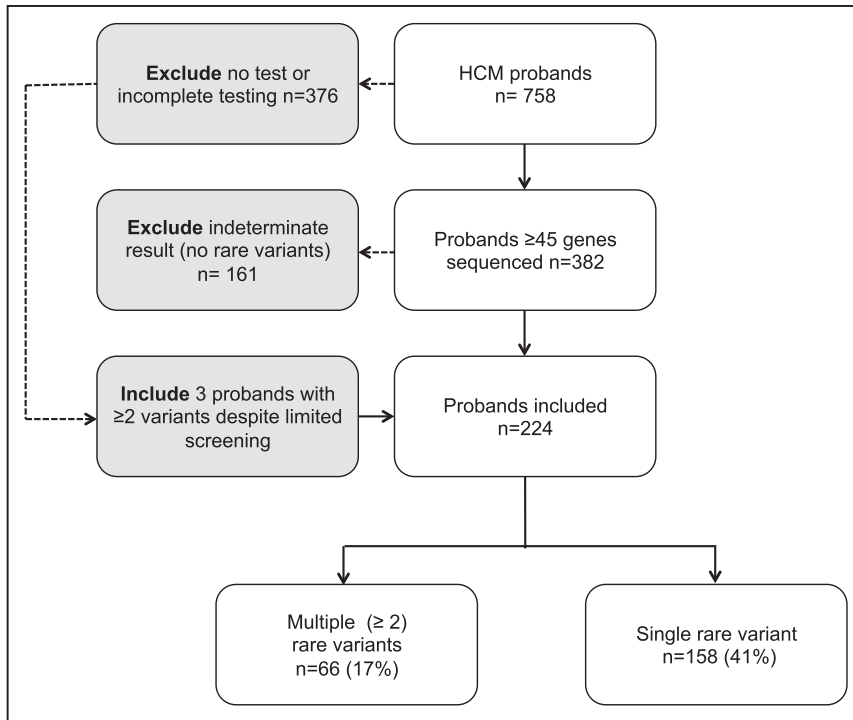 Exclude no test or
incomplete testing n=376
HCM probands
n= 758
Exclude indeterminate
result (no rare variants)
n= 161
Probands ≥45 genes
sequenced n=382
Include 3 probands with
≥2 variants despite limited
screening
Probands included
n=224
Multiple (≥ 2)
rare variants
n=66 (17%)
Single rare variant
n=158 (41%)